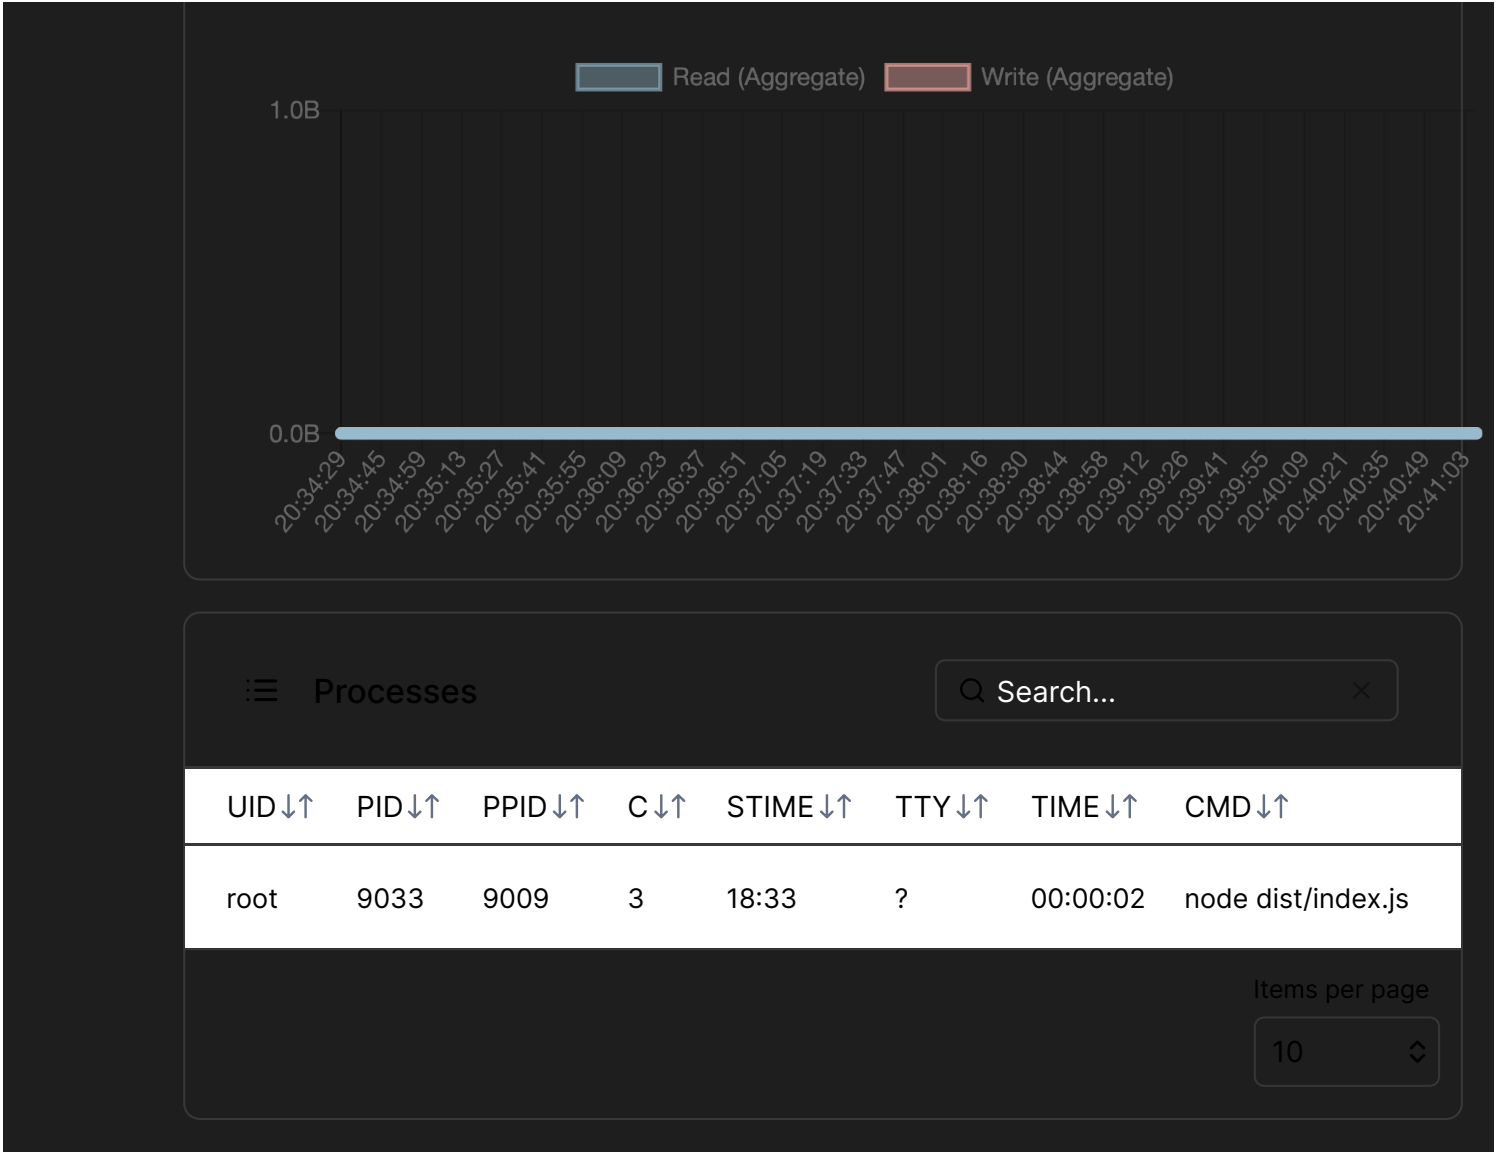 Read (Aggregate) Write (Aggregate)
1.0B
0.0B
20:34:29 20:34:45 20:34:59 20:35:13 20:35:27 20:35:41 20:35:55 20:36:09 20:36:23 20:36:37 20:36:51 20:37:05 20:37:19 20:37:33 20:37:47 20:38:01 20:38:16 20:38:30 20:38:44 20:38:58 20:39:12 20:39:26 20:39:41 20:39:55 20:40:09 20:40:21 20:40:35 20:40:49 20:41:03
Processes Search...
UID PID PPID C STIME TTY TIME CMD
root 9033 9009 3 18:33 ? 00:00:02 node dist/index.js
Items per page
10